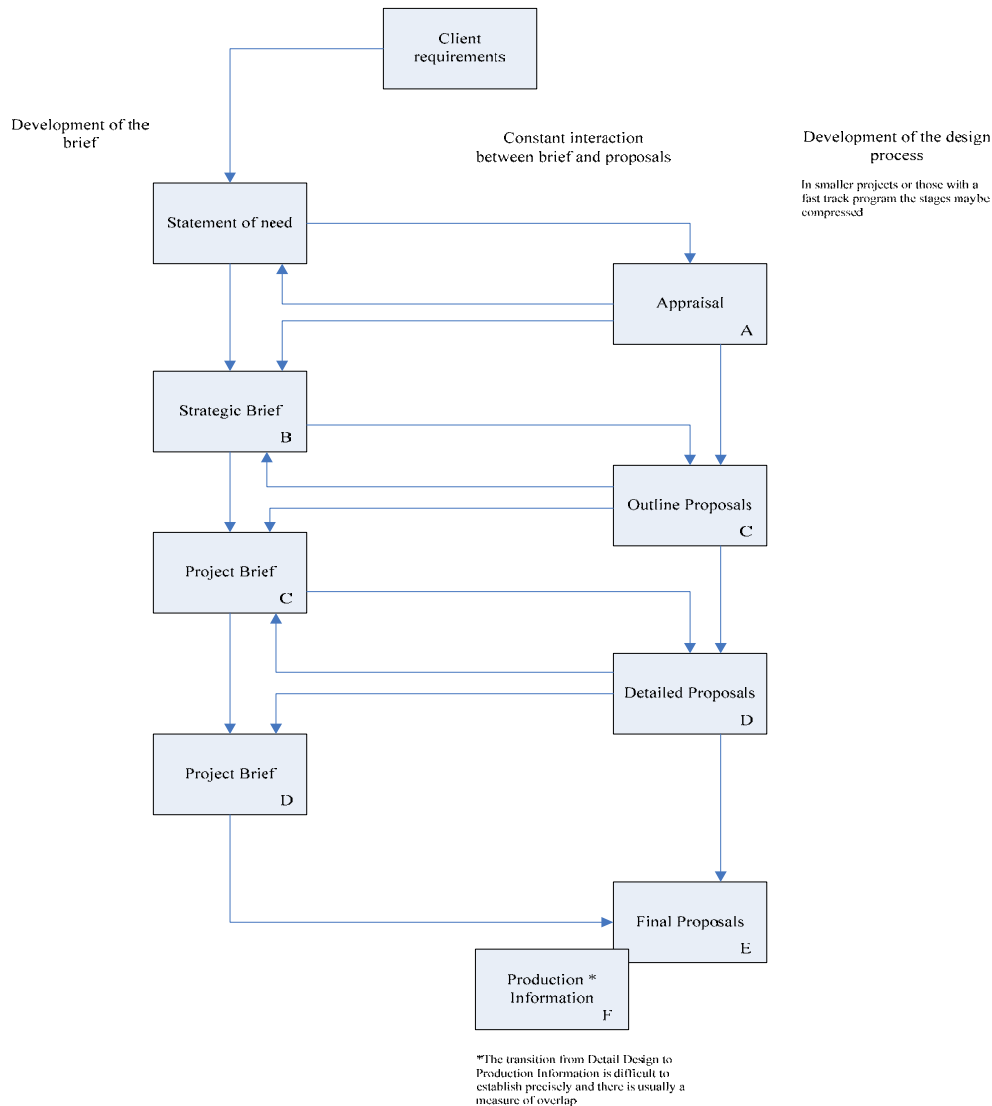 Client
requirements
Development of the
brief
Constant interaction
between brief and proposals
Development of the design
process
In smaller projects or those with a
fast track program the stages maybe
compressed
Statement of need
Appraisal
A
Strategic Brief
B
Outline Proposals
C
Project Brief
C
Detailed Proposals
D
Project Brief
D
Final Proposals
E
Production *
Information
F
*The transition from Detail Design to
Production Information is difficult to
establish precisely and there is usually a
measure of overlap